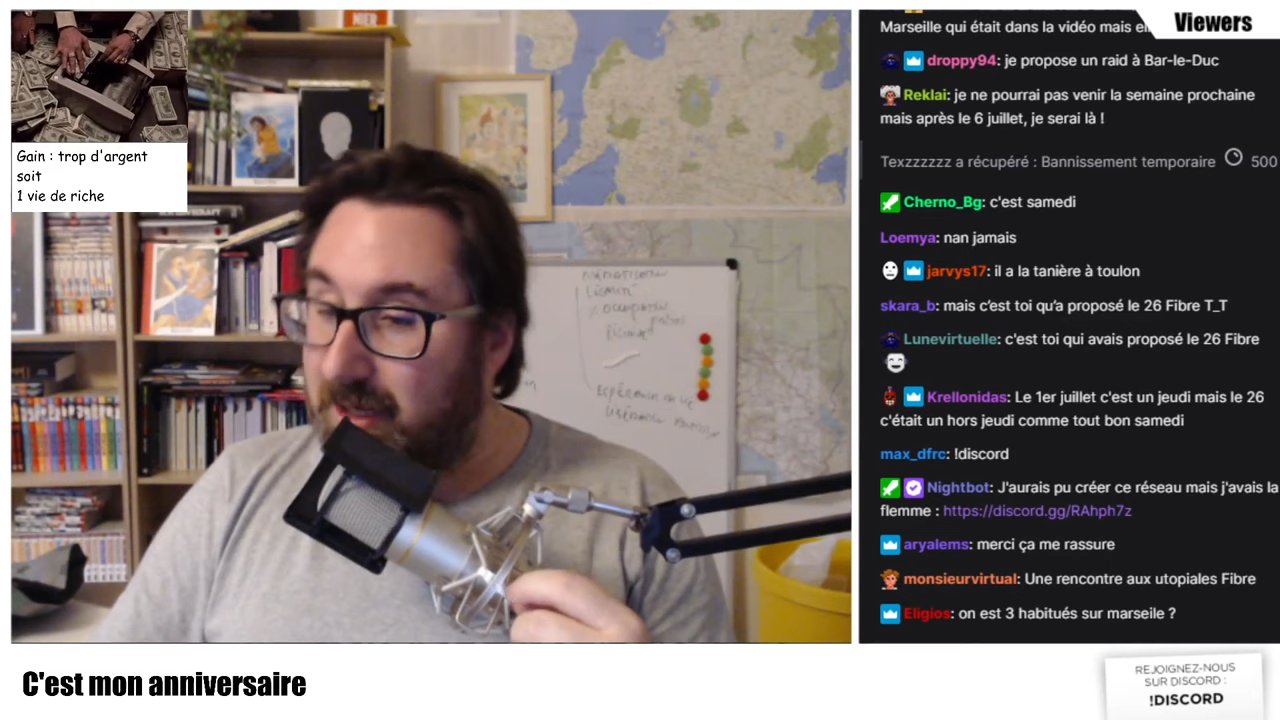 Gain : trop d'argent
soit
1 vie de riche
HIER
Viewers
Marseille qui était dans la vidéo mais
droppy94: je propose un raid à Bar-le-Duc
Reklai: je ne pourrai pas venir la semaine prochaine
mais après le 6 juillet, je serai là !
Texzzzzzz a récupéré : Bannissement temporaire 500
Cherno_Bg: c'est samedi
Loemya: nan jamais
jarvys17: il a la tanière à toulon
skara_b: mais c'est toi qu'a proposé le 26 Fibre T_T
Lunevirtuelle: c'est toi qui avais proposé le 26 Fibre
Krellonidas: Le 1er juillet c'est un jeudi mais le 26
c'était un hors jeudi comme tout bon samedi
max_dfrc: !discord
Nightbot: J'aurais pu créer ce réseau mais j'avais la
flemme : https://discord.gg/RAhph7z
aryalems: merci ça me rassure
monsieurvirtual: Une rencontre aux utopiales Fibre
Eligios: on est 3 habitués sur marseile ?
C'est mon anniversaire
REJOIGNEZ-NOUS
SUR DISCORD :
!DISCORD